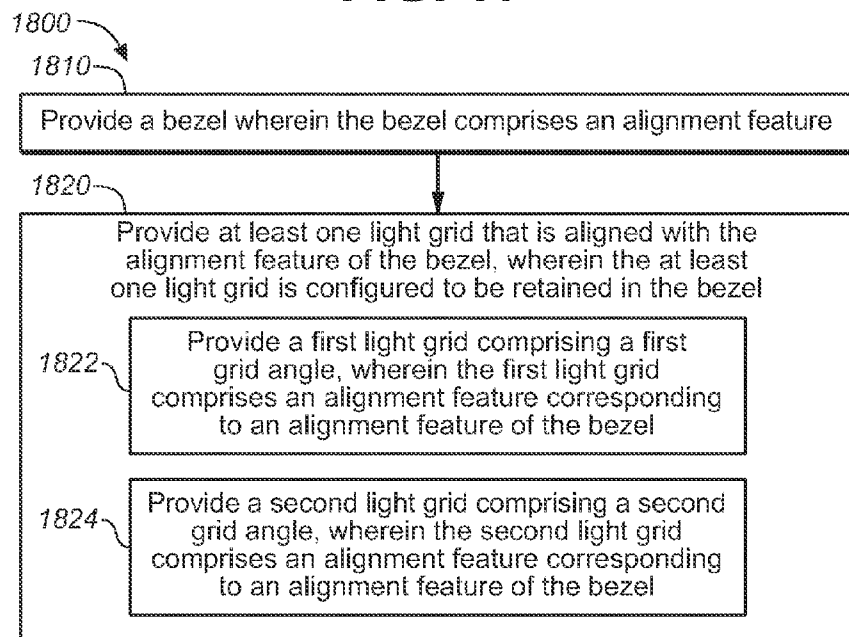 1800
1810
Provide a bezel wherein the bezel comprises an alignment feature
1820
Provide at least one light grid that is aligned with the
alignment feature of the bezel, wherein the at least
one light grid is configured to be retained in the bezel
1822
Provide a first light grid comprising a first
grid angle, wherein the first light grid
comprises an alignment feature corresponding
to an alignment feature of the bezel
1824
Provide a second light grid comprising a second
grid angle, wherein the second light grid
comprises an alignment feature corresponding
to an alignment feature of the bezel